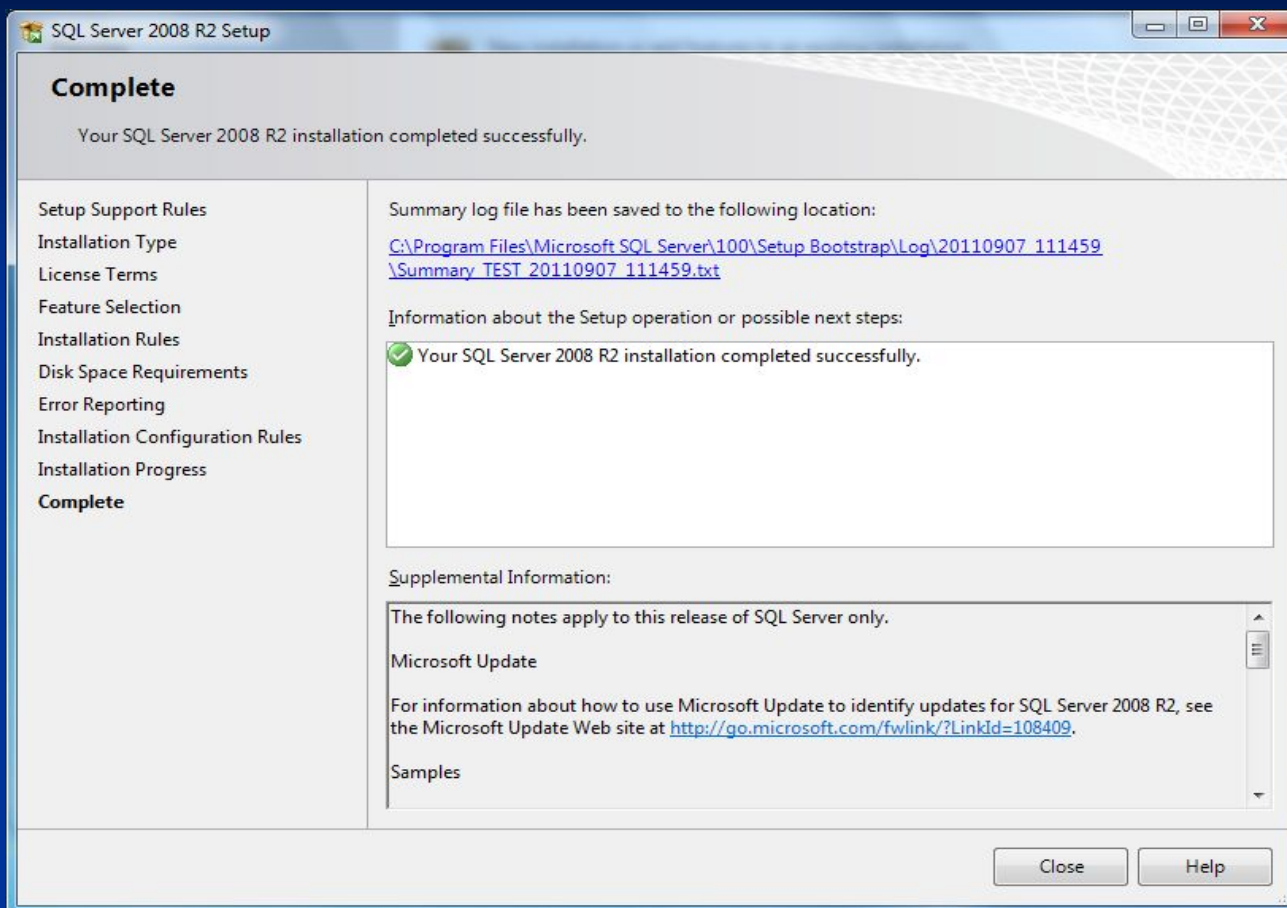 SQL Server 2008 R2 Setup
Complete
Your SQL Server 2008 R2 installation completed successfully.
Setup Support Rules
Installation Type
License Terms
Feature Selection
Installation Rules
Disk Space Requirements
Error Reporting
Installation Configuration Rules
Installation Progress
Complete
Summary log file has been saved to the following location:
C:\Program Files\Microsoft SQL Server\100\Setup Bootstrap\Log\20110907_111459
\Summary_TEST_20110907_111459.txt
Information about the Setup operation or possible next steps:
Your SQL Server 2008 R2 installation completed successfully.
Supplemental Information:
The following notes apply to this release of SQL Server only.
Microsoft Update
For information about how to use Microsoft Update to identify updates for SQL Server 2008 R2, see
the Microsoft Update Web site at http://go.microsoft.com/fwlink/?LinkId=108409.
Samples
Close
Help